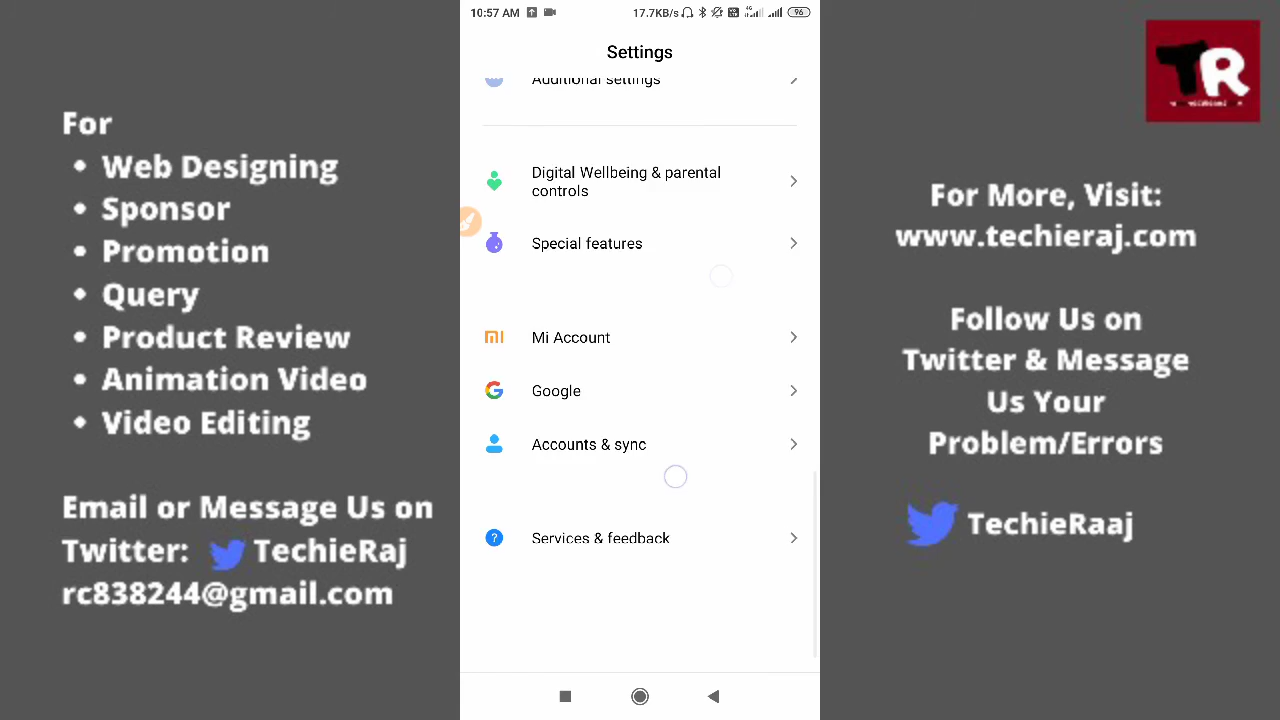 For
• Web Designing
• Sponsor
• Promotion
• Query
• Product Review
• Animation Video
• Video Editing
Email or Message Us on
Twitter: TechieRaj
rc838244@gmail.com
10:57 AM 17.7KB/s 4G 96
Settings
Additional settings
Digital Wellbeing & parental
controls
Special features
Mi Account
Google
Accounts & sync
Services & feedback
TR
For More, Visit:
www.techieraj.com
Follow Us on
Twitter & Message
Us Your
Problem/Errors
TechieRaaj